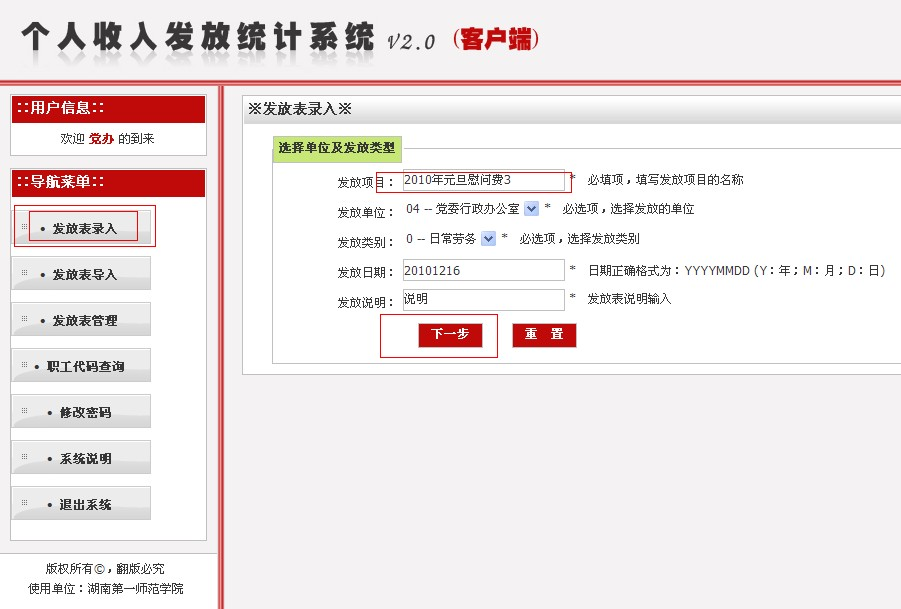 个人收入发放统计系统 V2.0 (客户端)
::用户信息::
欢迎 党办 的到来
::导航菜单::
• 发放表录入
• 发放表导入
• 发放表管理
• 职工代码查询
• 修改密码
• 系统说明
• 退出系统
版权所有©，翻版必究
使用单位：湖南第一师范学院
※发放表录入※
选择单位及发放类型
发放项目： 2010年元旦慰问费3 * 必填项，填写发放项目的名称
发放单位： 04 -- 党委行政办公室 * 必选项，选择发放的单位
发放类别： 0 -- 日常劳务 * 必选项，选择发放类别
发放日期： 20101216 * 日期正确格式为：YYYYMMDD (Y：年；M：月；D：日)
发放说明： 说明 * 发放表说明输入
下一步 重 置